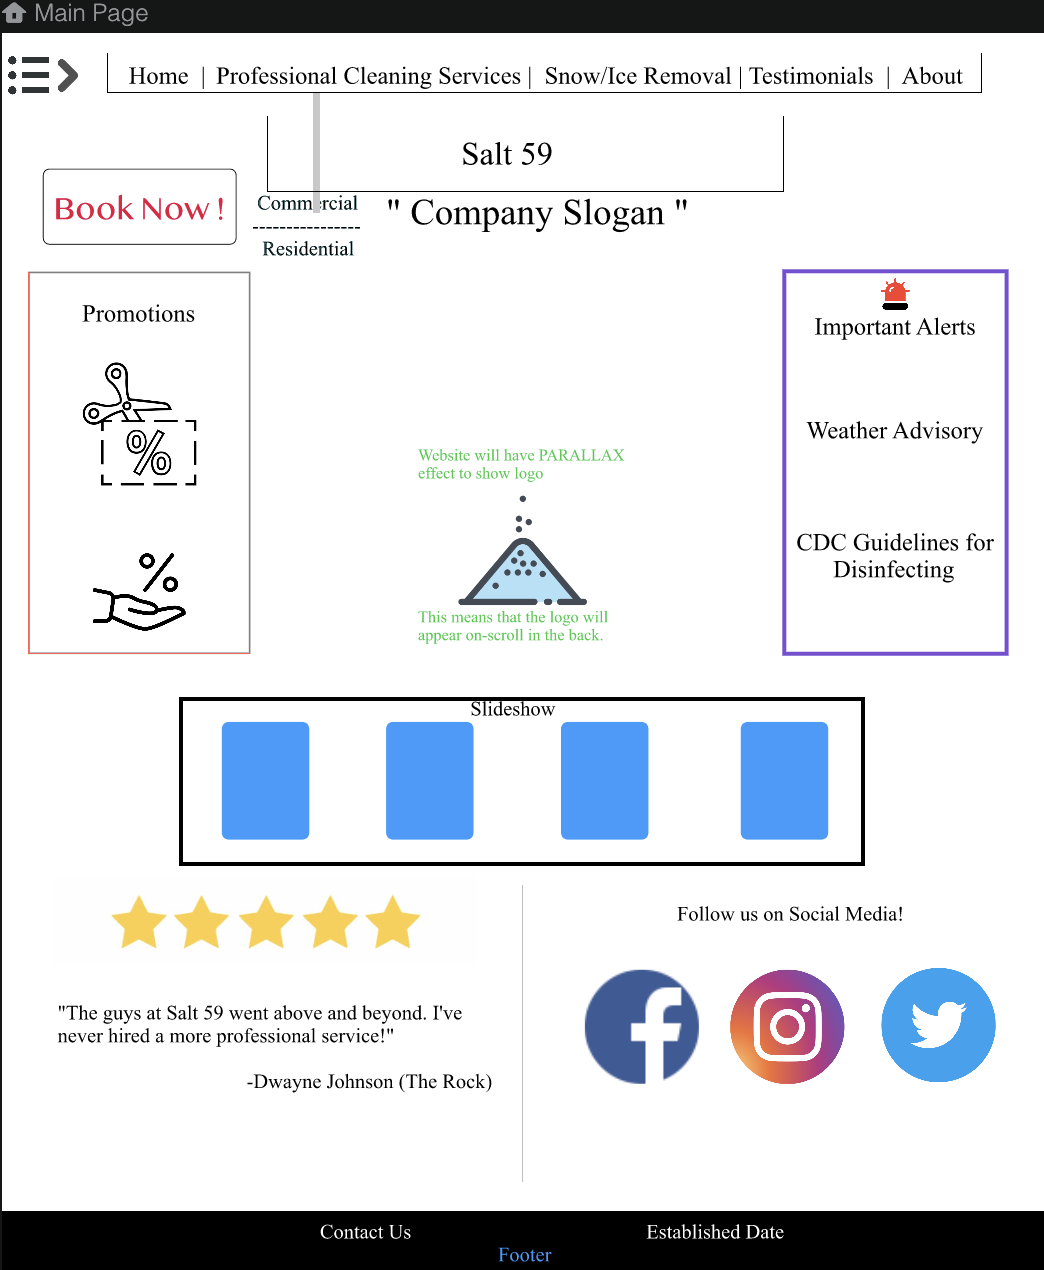 Main Page
Home | Professional Cleaning Services | Snow/Ice Removal | Testimonials | About
Salt 59
Book Now !
Commercial
" Company Slogan "
------------------
Residential
Promotions
%
%
Important Alerts
Weather Advisory
CDC Guidelines for
Disinfecting
Website will have PARALLAX
effect to show logo
This means that the logo will
appear on-scroll in the back.
Slideshow
"The guys at Salt 59 went above and beyond. I've
never hired a more professional service!"
-Dwayne Johnson (The Rock)
Follow us on Social Media!
f
Contact Us
Established Date
Footer